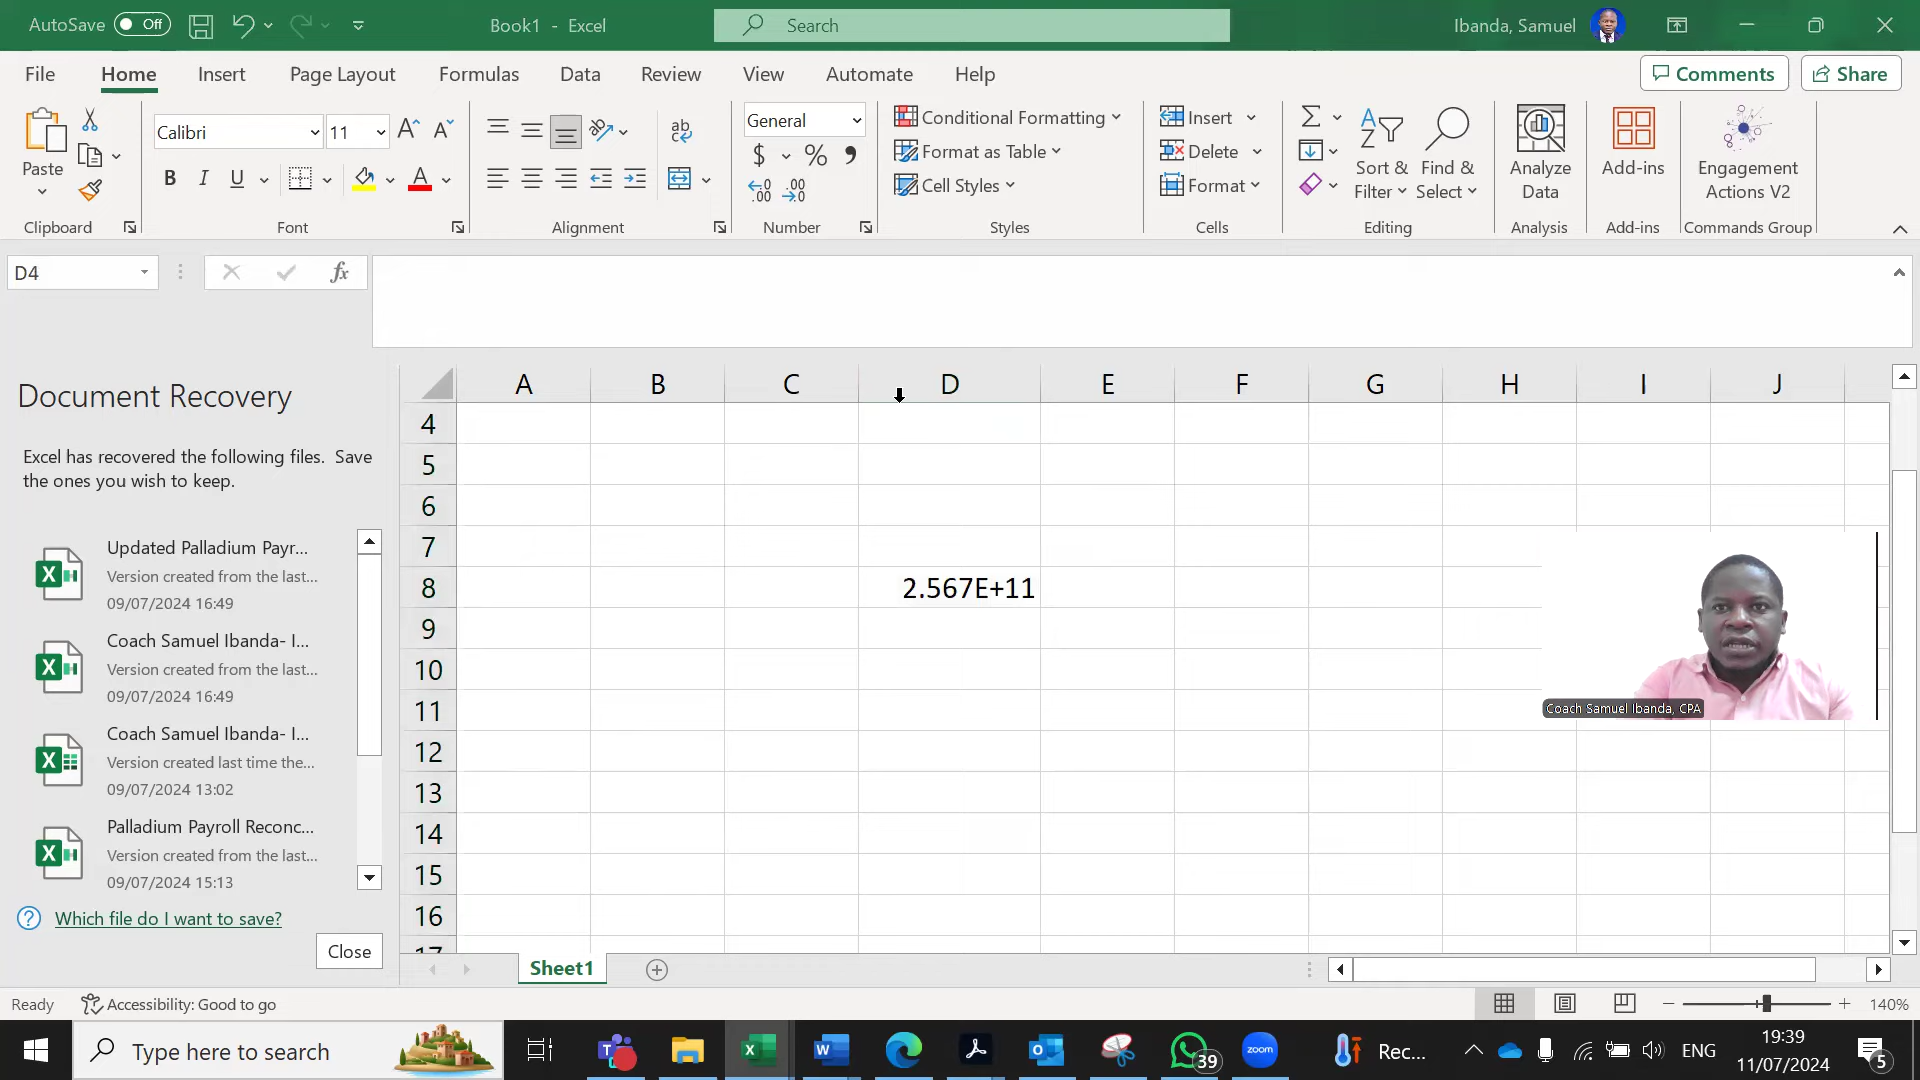 AutoSave Off
Book1 - Excel
Search
Ibanda, Samuel
File Home Insert Page Layout Formulas Data Review View Automate Help
Comments Share
Paste
Clipboard
Calibri 11
B I U
Font
ab
Alignment
General
$ % ,
Number
Conditional Formatting
Format as Table
Cell Styles
Styles
Insert
Delete
Format
Cells
Sort & Filter
Find & Select
Editing
Analyze Data
Analysis
Add-ins
Add-ins
Engagement Actions V2
Commands Group
D4
fx
Document Recovery
Excel has recovered the following files. Save
the ones you wish to keep.
Updated Palladium Payr...
Version created from the last...
09/07/2024 16:49
Coach Samuel Ibanda- I...
Version created from the last...
09/07/2024 16:49
Coach Samuel Ibanda- I...
Version created last time the...
09/07/2024 13:02
Palladium Payroll Reconc...
Version created from the last...
09/07/2024 15:13
Which file do I want to save?
Close
A B C D E F G H I J
4
5
6
7
8 2.567E+11
9
10
11
12
13
14
15
16
17
Coach Samuel Ibanda, CPA
Sheet1
Ready
Accessibility: Good to go
140%
Type here to search
39
zoom
Rec...
ENG
19:39
11/07/2024
5